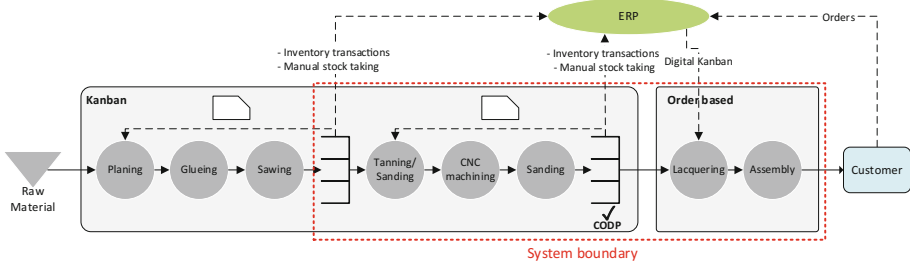 ERP
Orders
- Inventory transactions
- Manual stock taking
- Inventory transactions
- Manual stock taking
Digital Kanban
Kanban
Order based
Raw
Material
Planing
Glueing
Sawing
Tanning/
Sanding
CNC
machining
Sanding
Lacquering
Assembly
Customer
CODP
System boundary